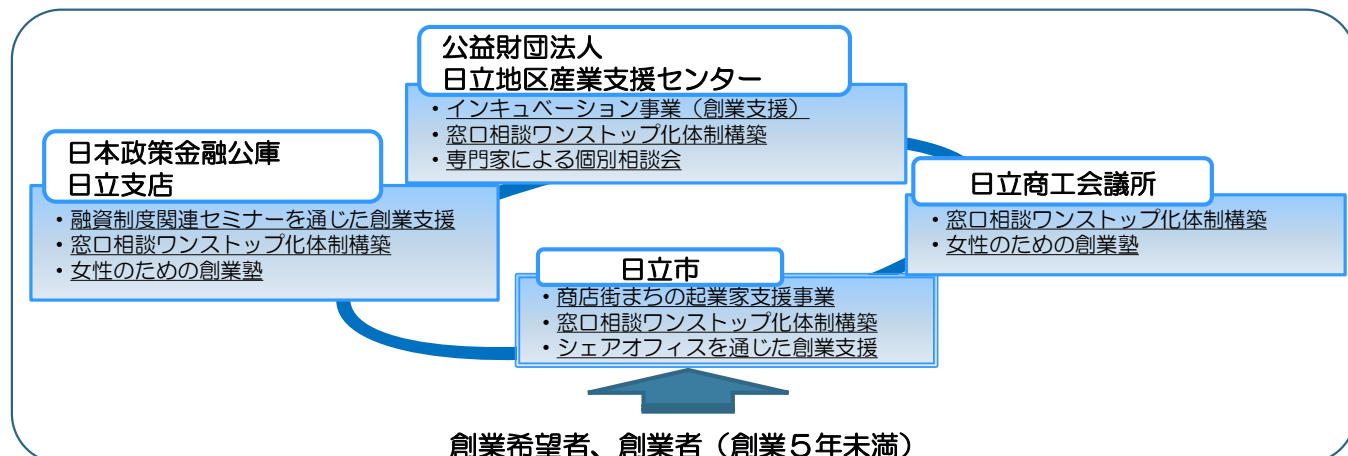 公益財団法人
日立地区産業支援センター
・インキュベーション事業（創業支援）
・窓口相談ワンストップ化体制構築
・専門家による個別相談会
日本政策金融公庫
日立支店
・融資制度関連セミナーを通じた創業支援
・窓口相談ワンストップ化体制構築
・女性のための創業塾
日立商工会議所
・窓口相談ワンストップ化体制構築
・女性のための創業塾
日立市
・商店街まちの起業家支援事業
・窓口相談ワンストップ化体制構築
・シェアオフィスを通じた創業支援
創業希望者、創業者（創業５年未満）